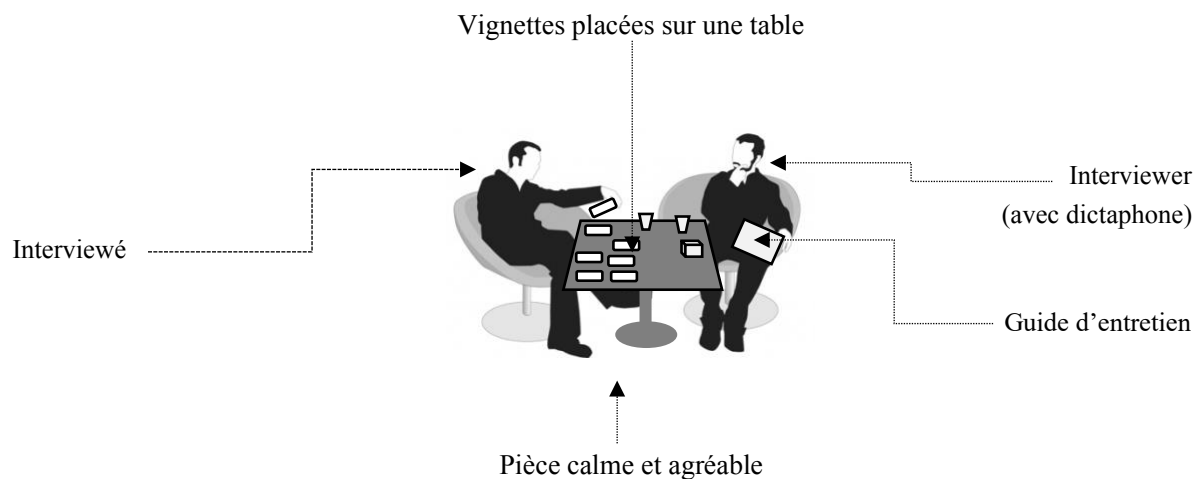 Vignettes placées sur une table
Interviewer
(avec dictaphone)
Interviewé
Guide d’entretien
Pièce calme et agréable